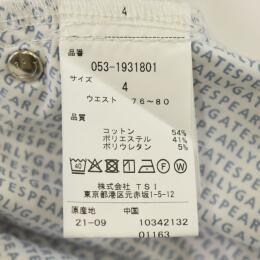 4
品番
053-1931801
サイズ
4
ウエスト 76～80
品質
コットン 54%
ポリエステル 41%
ポリウレタン 5%
株式会社 TSI
東京都港区元赤坂1-5-12
原産地 中国
21-09 10342132
01163